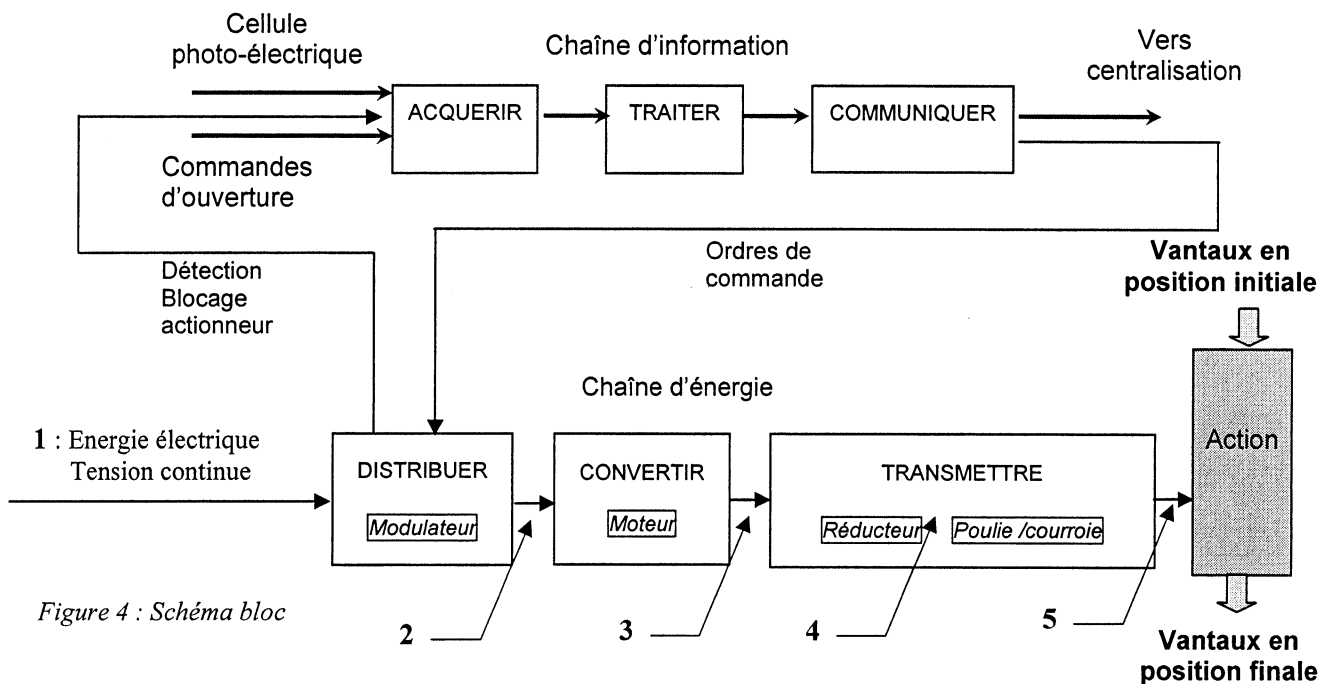 Cellule
photo-électrique
Chaîne d'information
Vers
centralisation
ACQUERIR
TRAITER
COMMUNIQUER
Commandes
d'ouverture
Détection
Blocage
actionneur
Ordres de
commande
Vantaux en
position initiale
Chaîne d'énergie
1 : Energie électrique
Tension continue
DISTRIBUER
Modulateur
CONVERTIR
Moteur
TRANSMETTRE
Réducteur
Poulie /courroie
Action
Figure 4 : Schéma bloc
2
3
4
5
Vantaux en
position finale